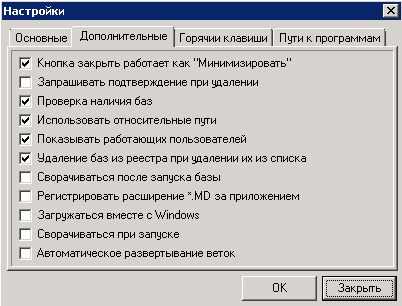 Настройки
Основные
Дополнительные
Горячии клавиши
Пути к программам
Кнопка закрыть работает как "Минимизировать"
Запрашивать подтверждение при удалении
Проверка наличия баз
Использовать относительные пути
Показывать работающих пользователей
Удаление баз из реестра при удалении их из списка
Сворачиваться после запуска базы
Регистрировать расширение *.MD за приложением
Загружаться вместе с Windows
Сворачиваться при запуске
Автоматическое развертывание веток
OK
Закрыть